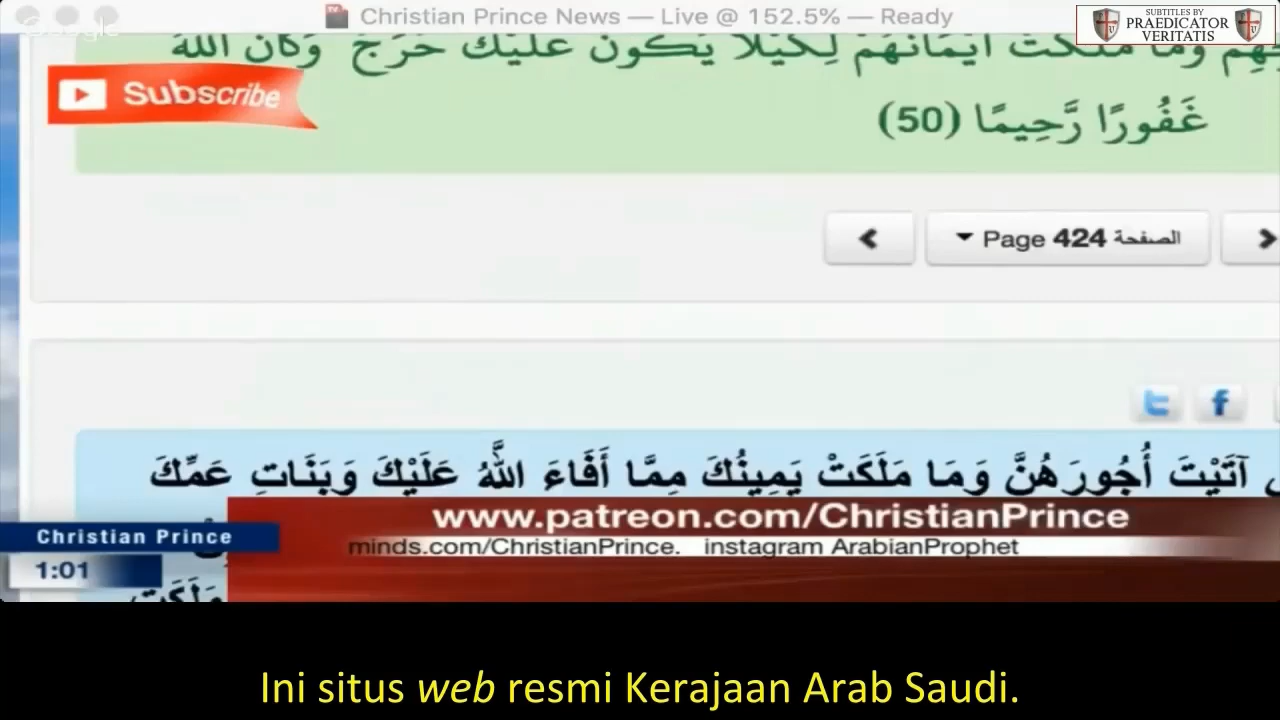 Google
Christian Prince News — Live @ 152.5% — Ready
SUBTITLES BY
PRAEDICATOR
VERITATIS
Subscribe
وَمَا مَلَكَتْ أَيْمَانُهُمْ لِكَيْلَا يَكُونَ عَلَيْكَ حَرَجٌ وَكَانَ اللَّهُ
غَفُورًا رَّحِيمًا (50)
Page 424 الصفحة
آتَيْتَ أُجُورَهُنَّ وَمَا مَلَكَتْ يَمِينُكَ مِمَّا أَفَاءَ اللَّهُ عَلَيْكَ وَبَنَاتِ عَمِّكَ
www.patreon.com/ChristianPrince
Christian Prince
minds.com/ChristianPrince. instagram ArabianProphet
1:01
Ini situs web resmi Kerajaan Arab Saudi.